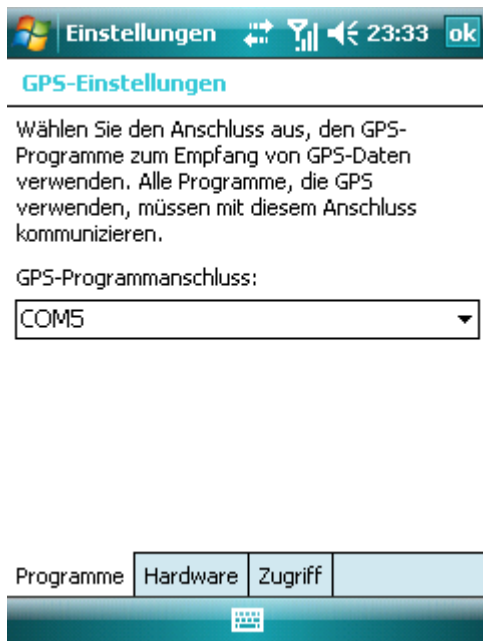 Einstellungen 23:33 ok
GPS-Einstellungen
Wählen Sie den Anschluss aus, den GPS-
Programme zum Empfang von GPS-Daten
verwenden. Alle Programme, die GPS
verwenden, müssen mit diesem Anschluss
kommunizieren.
GPS-Programmanschluss:
COM5
Programme Hardware Zugriff